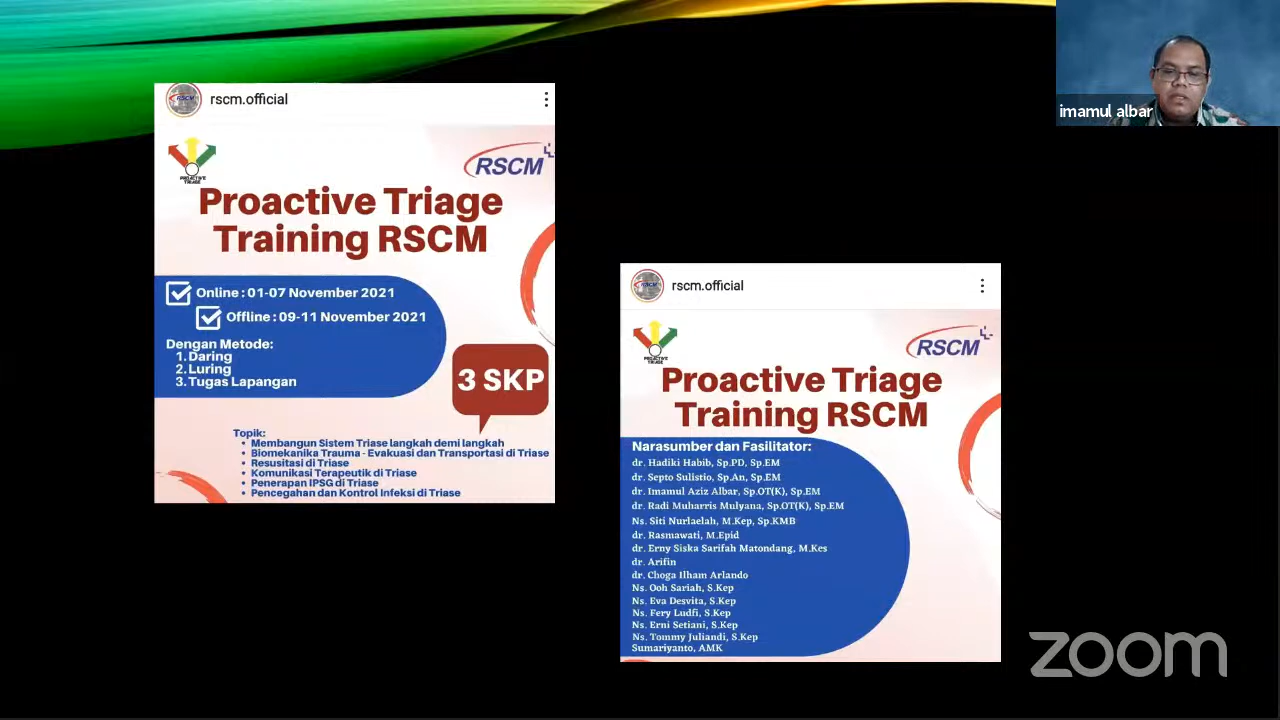 imamul albar
rscm.official
PROACTIVE
TRIAGE
RSCM
Proactive Triage
Training RSCM
Online : 01-07 November 2021
Offline : 09-11 November 2021
Dengan Metode:
1. Daring
2. Luring
3. Tugas Lapangan
3 SKP
Topik:
• Membangun Sistem Triase langkah demi langkah
• Biomekanika Trauma - Evakuasi dan Transportasi di Triase
• Resusitasi di Triase
• Komunikasi Terapeutik di Triase
• Penerapan IPSG di Triase
• Pencegahan dan Kontrol Infeksi di Triase
rscm.official
PROACTIVE
TRIAGE
RSCM
Proactive Triage
Training RSCM
Narasumber dan Fasilitator:
dr. Hadiki Habib, Sp.PD, Sp.EM
dr. Septo Sulistio, Sp.An, Sp.EM
dr. Imamul Aziz Albar, Sp.OT(K), Sp.EM
dr. Radi Muharris Mulyana, Sp.OT(K), Sp.EM
Ns. Siti Nurlaelah, M.Kep, Sp.KMB
dr. Rasmawati, M.Epid
dr. Erny Siska Sarifah Matondang, M.Kes
dr. Arifin
dr. Choga Ilham Arlando
Ns. Ooh Sariah, S.Kep
Ns. Eva Desvita, S.Kep
Ns. Fery Ludfi, S.Kep
Ns. Erni Setiani, S.Kep
Ns. Tommy Juliandi, S.Kep
Sumariyanto, AMK
zoom